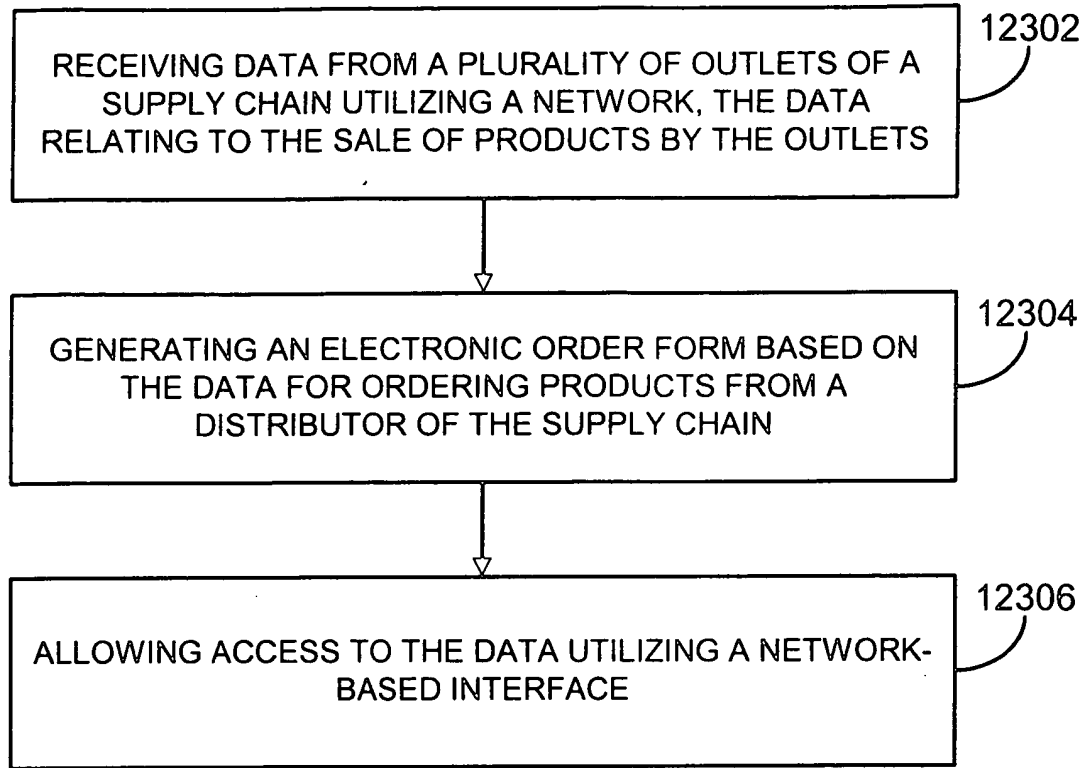 12302
RECEIVING DATA FROM A PLURALITY OF OUTLETS OF A
SUPPLY CHAIN UTILIZING A NETWORK, THE DATA
RELATING TO THE SALE OF PRODUCTS BY THE OUTLETS
12304
GENERATING AN ELECTRONIC ORDER FORM BASED ON
THE DATA FOR ORDERING PRODUCTS FROM A
DISTRIBUTOR OF THE SUPPLY CHAIN
12306
ALLOWING ACCESS TO THE DATA UTILIZING A NETWORK-
BASED INTERFACE